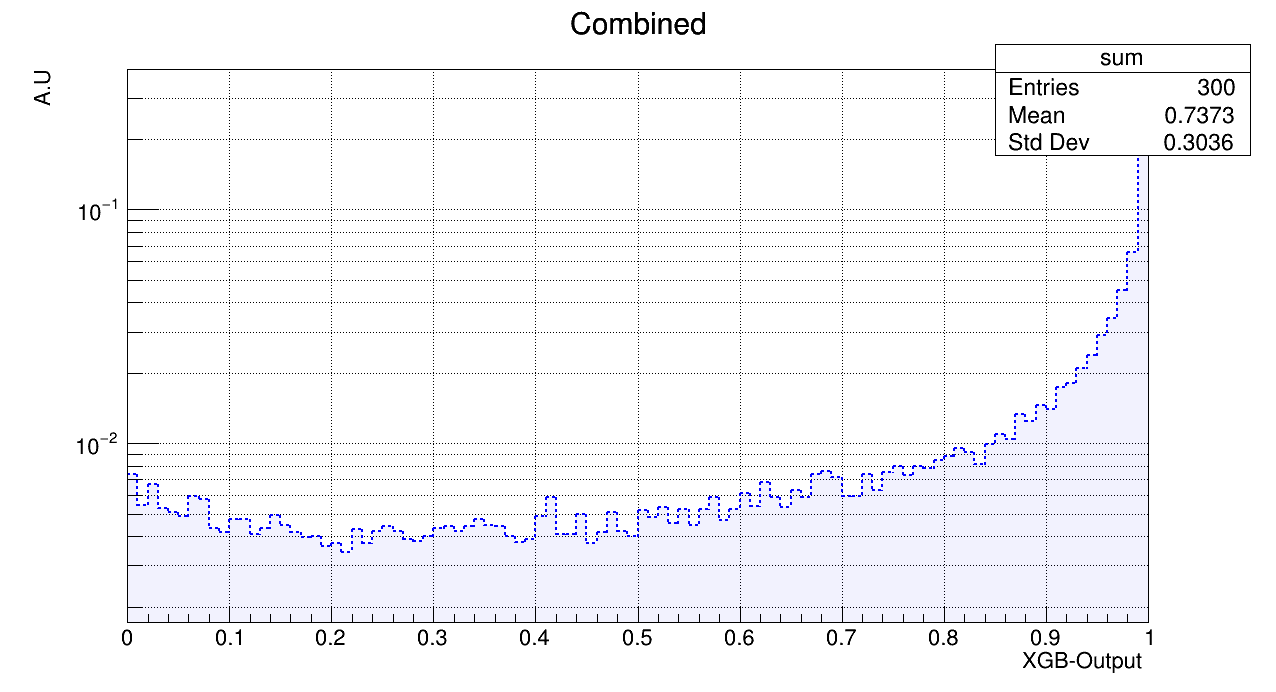 Combined
A.U
sum
Entries 300
Mean 0.7373
Std Dev 0.3036
10⁻¹
10⁻²
0 0.1 0.2 0.3 0.4 0.5 0.6 0.7 0.8 0.9 1
XGB-Output